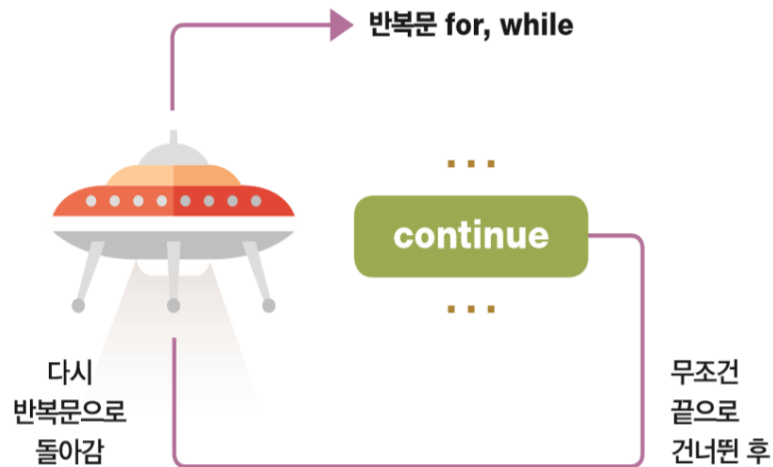 반복문 for, while
...
continue
...
다시
반복문으로
돌아감
무조건
끝으로
건너뛴 후